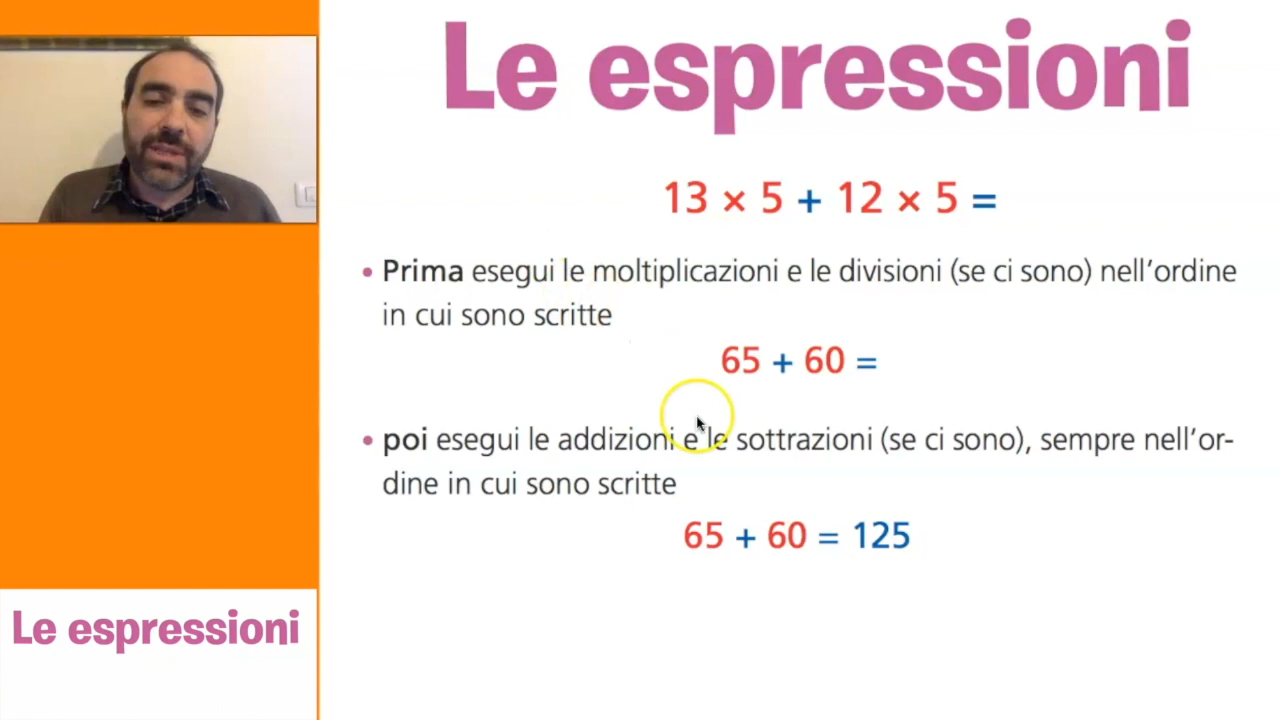 Le espressioni
13 × 5 + 12 × 5 =
• Prima esegui le moltiplicazioni e le divisioni (se ci sono) nell'ordine
in cui sono scritte
65 + 60 =
• poi esegui le addizioni e le sottrazioni (se ci sono), sempre nell'or-
dine in cui sono scritte
65 + 60 = 125
Le espressioni